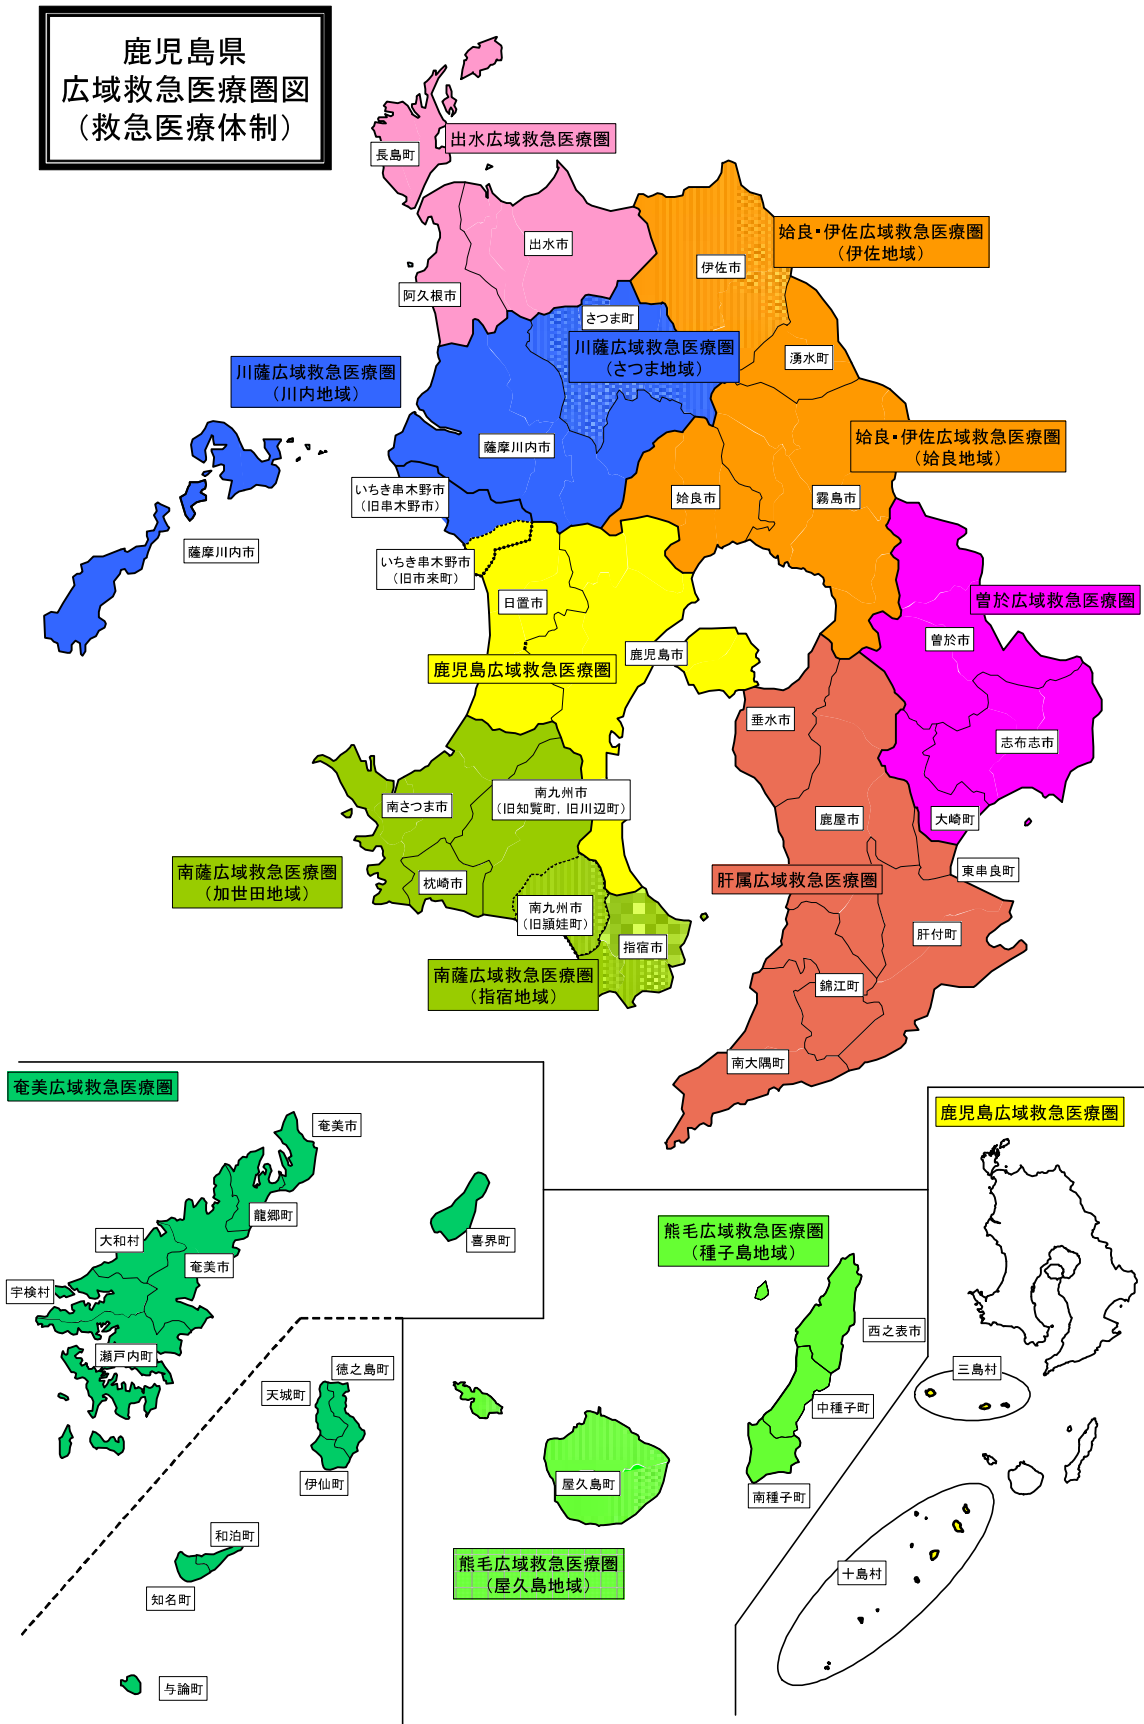 鹿児島県
広域救急医療圏図
（救急医療体制）
出水広域救急医療圏
長島町
出水市
阿久根市
姶良・伊佐広域救急医療圏
（伊佐地域）
伊佐市
さつま町
川薩広域救急医療圏
（さつま地域）
湧水町
川薩広域救急医療圏
（川内地域）
薩摩川内市
姶良・伊佐広域救急医療圏
（姶良地域）
いちき串木野市
（旧串木野市）
姶良市
霧島市
薩摩川内市
いちき串木野市
（旧市来町）
日置市
曽於広域救急医療圏
曽於市
鹿児島市
鹿児島広域救急医療圏
垂水市
志布志市
南さつま市
南九州市
（旧知覧町，旧川辺町）
鹿屋市
大崎町
南薩広域救急医療圏
（加世田地域）
枕崎市
肝属広域救急医療圏
東串良町
南九州市
（旧頴娃町）
指宿市
肝付町
南薩広域救急医療圏
（指宿地域）
錦江町
南大隅町
奄美広域救急医療圏
奄美市
龍郷町
大和村
奄美市
宇検村
瀬戸内町
喜界町
徳之島町
天城町
伊仙町
和泊町
知名町
与論町
熊毛広域救急医療圏
（種子島地域）
西之表市
中種子町
南種子町
屋久島町
熊毛広域救急医療圏
（屋久島地域）
鹿児島広域救急医療圏
三島村
十島村